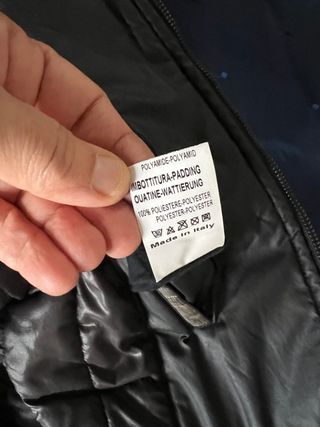 POLYAMIDE-POLYAMID
IMBOTTITURA-PADDING
OUATINE-WATTIERUNG
100% POLIESTERE-POLYESTER
POLYESTER-POLYESTER
Made In Italy